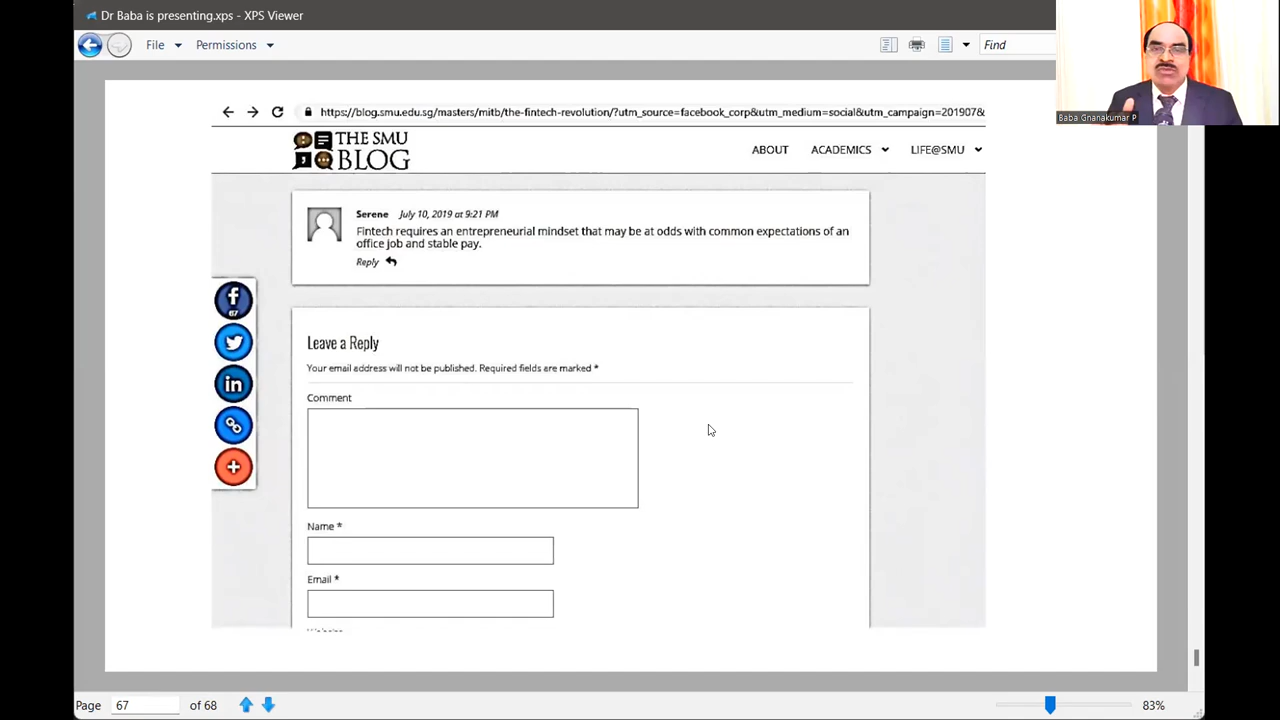 Dr Baba is presenting.xps - XPS Viewer
File Permissions Find
Baba Gnanakumar P
https://blog.smu.edu.sg/masters/mitb/the-fintech-revolution/?utm_source=facebook_corp&utm_medium=social&utm_campaign=201907&
THE SMU
BLOG
ABOUT ACADEMICS LIFE@SMU
Serene July 10, 2019 at 9:21 PM
Fintech requires an entrepreneurial mindset that may be at odds with common expectations of an
office job and stable pay.
Reply
67
Leave a Reply
Your email address will not be published. Required fields are marked *
Comment
Name *
Email *
Page 67 of 68 83%